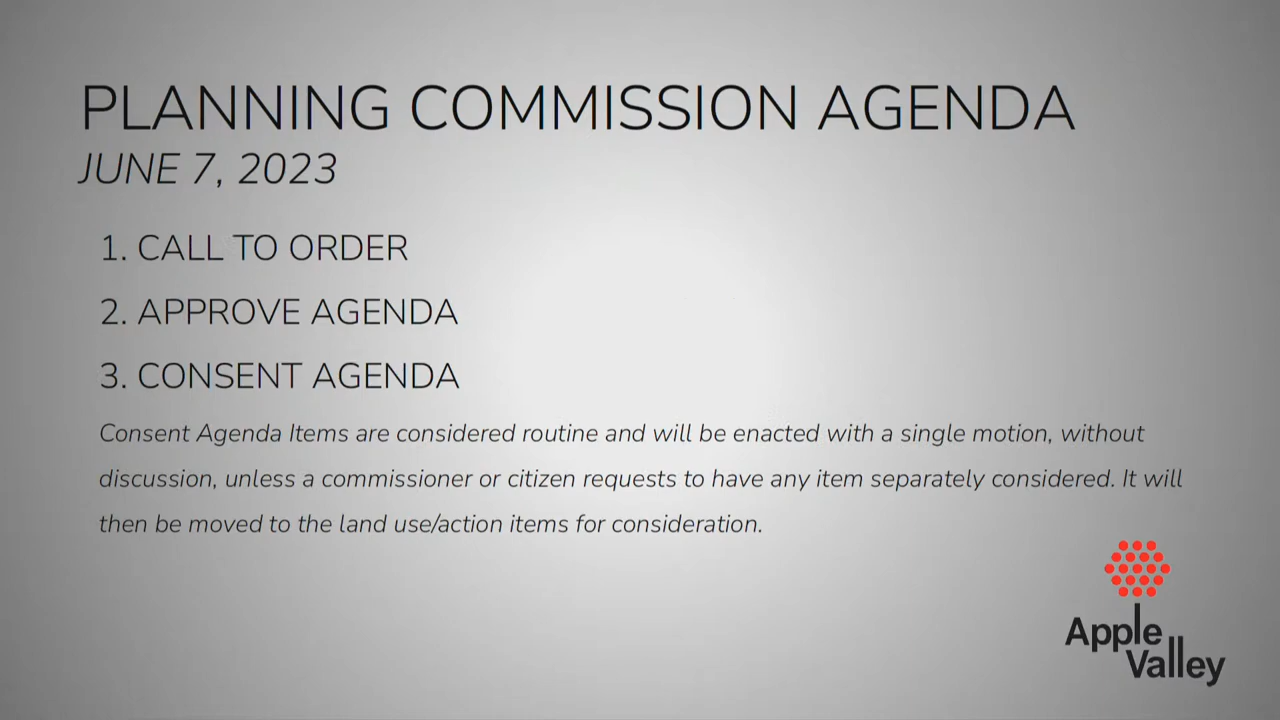 PLANNING COMMISSION AGENDA
JUNE 7, 2023
1. CALL TO ORDER
2. APPROVE AGENDA
3. CONSENT AGENDA
Consent Agenda Items are considered routine and will be enacted with a single motion, without
discussion, unless a commissioner or citizen requests to have any item separately considered. It will
then be moved to the land use/action items for consideration.
Apple
Valley